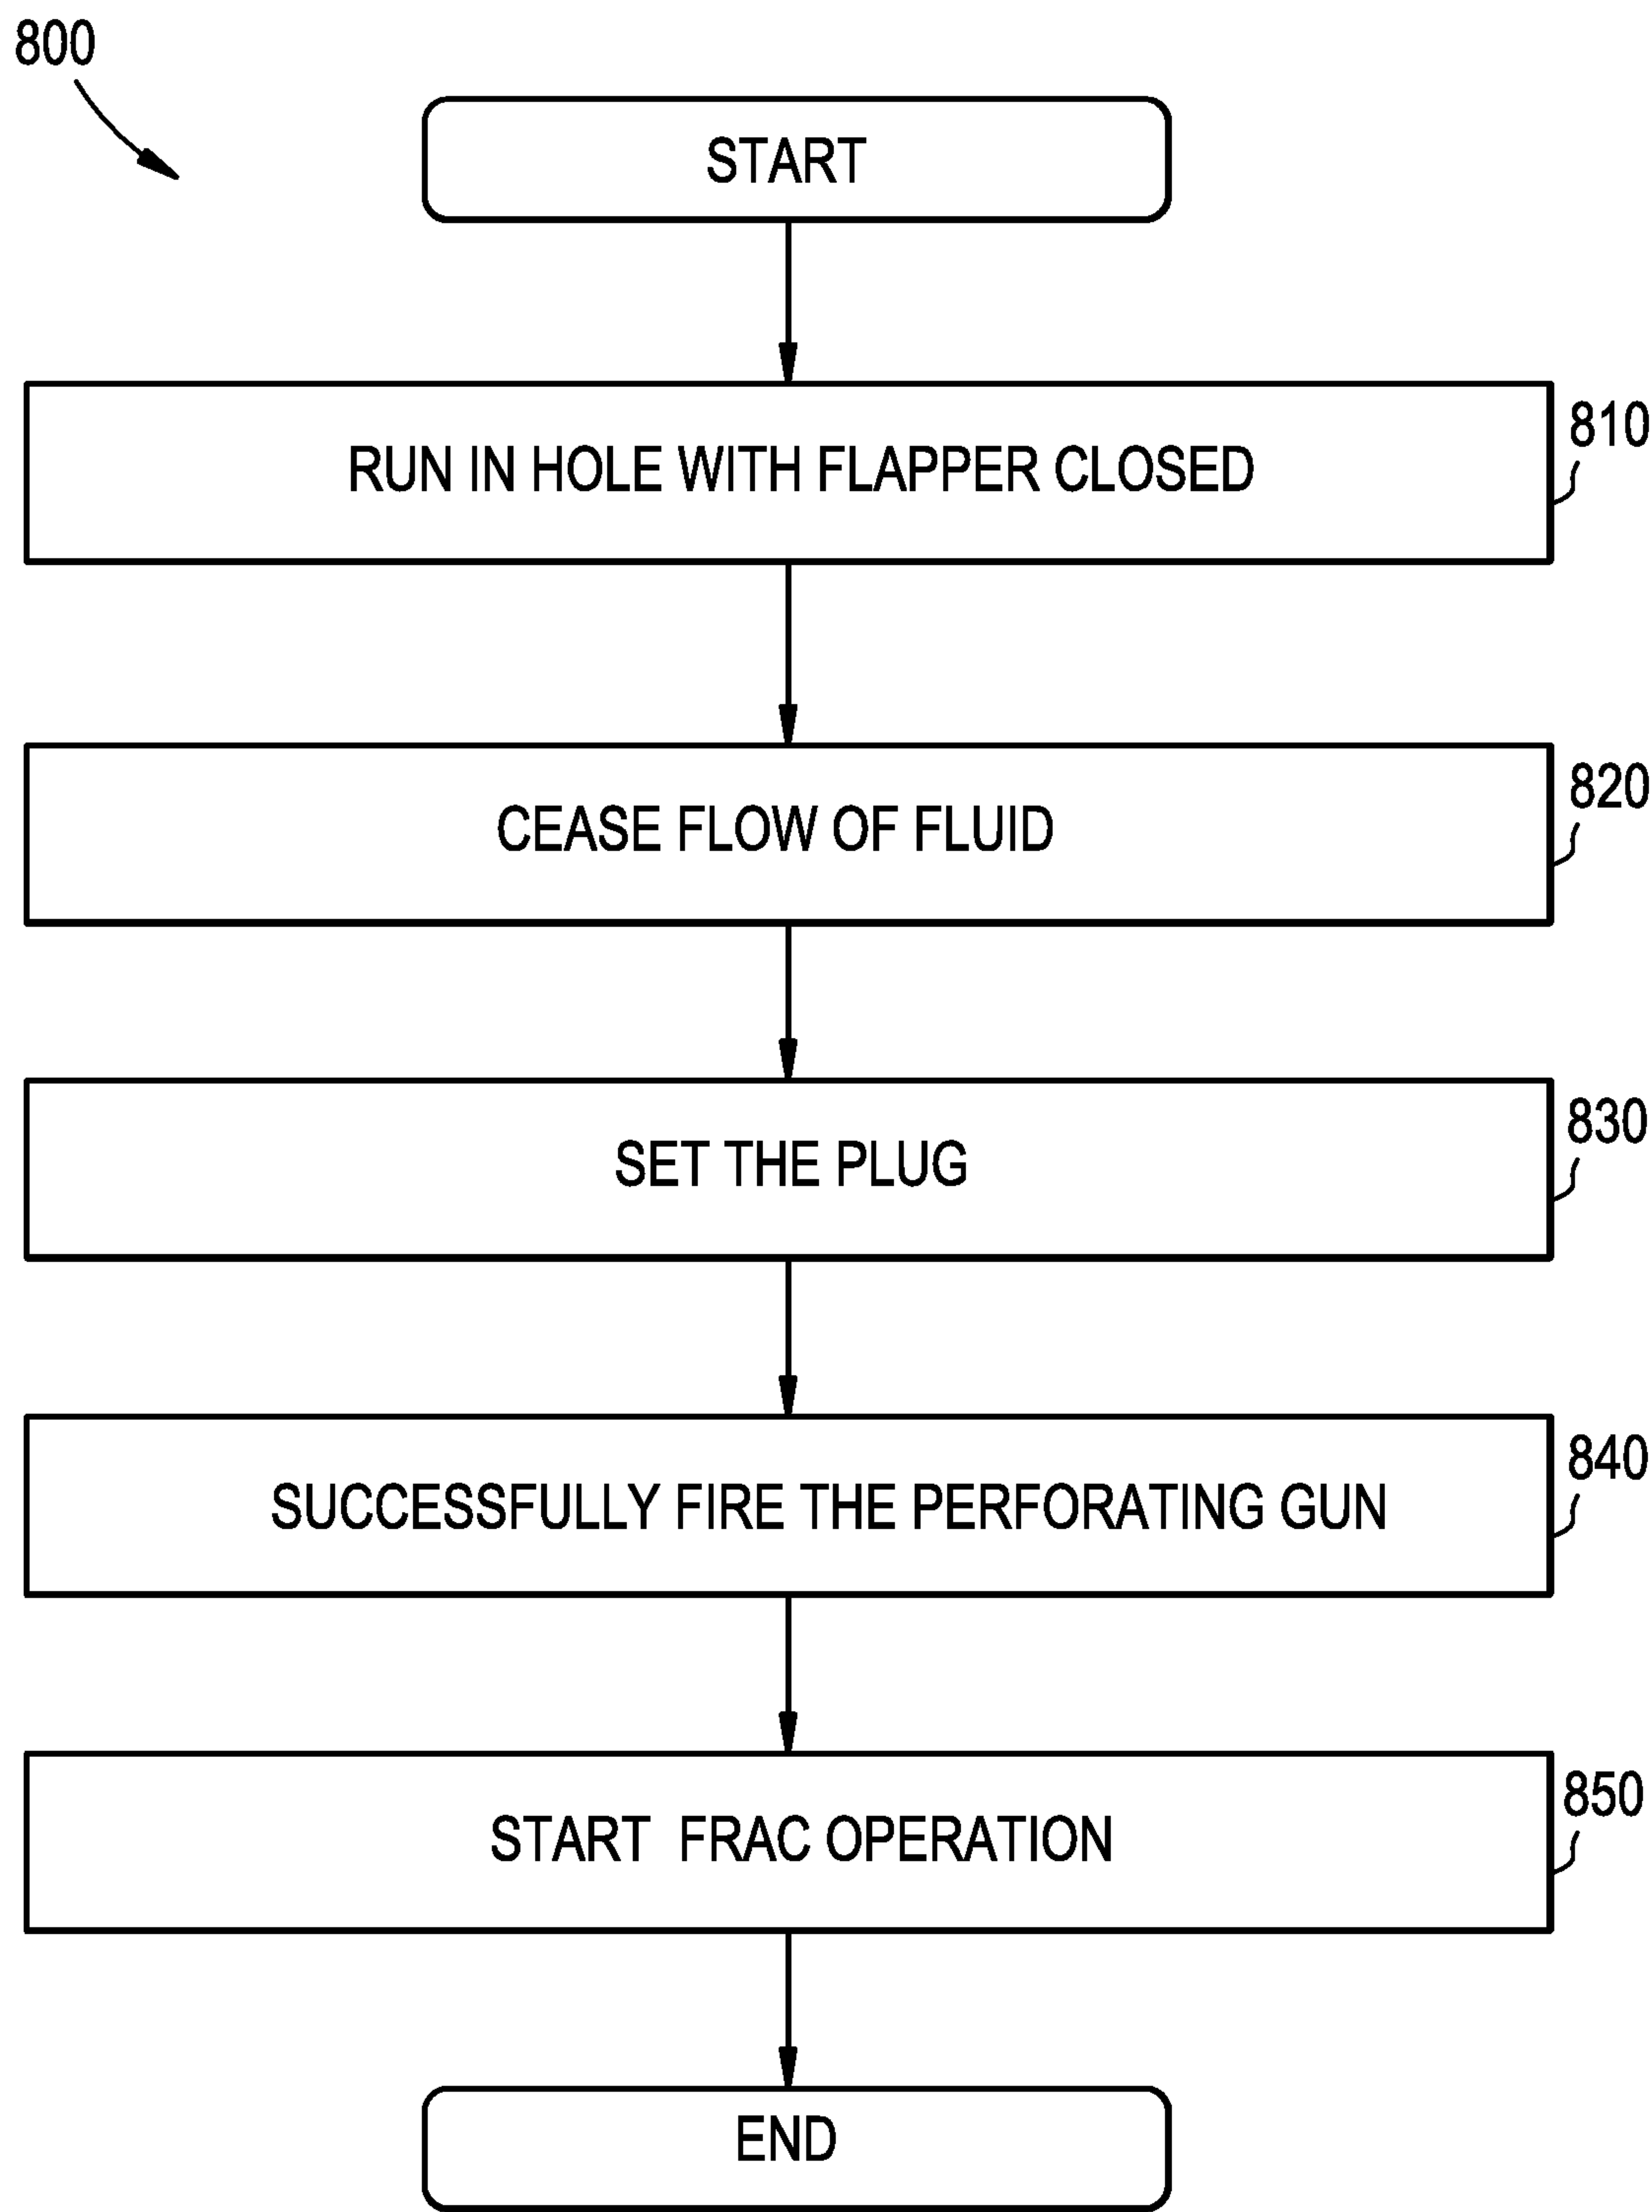 800
START
RUN IN HOLE WITH FLAPPER CLOSED
810
CEASE FLOW OF FLUID
820
SET THE PLUG
830
SUCCESSFULLY FIRE THE PERFORATING GUN
840
START FRAC OPERATION
850
END